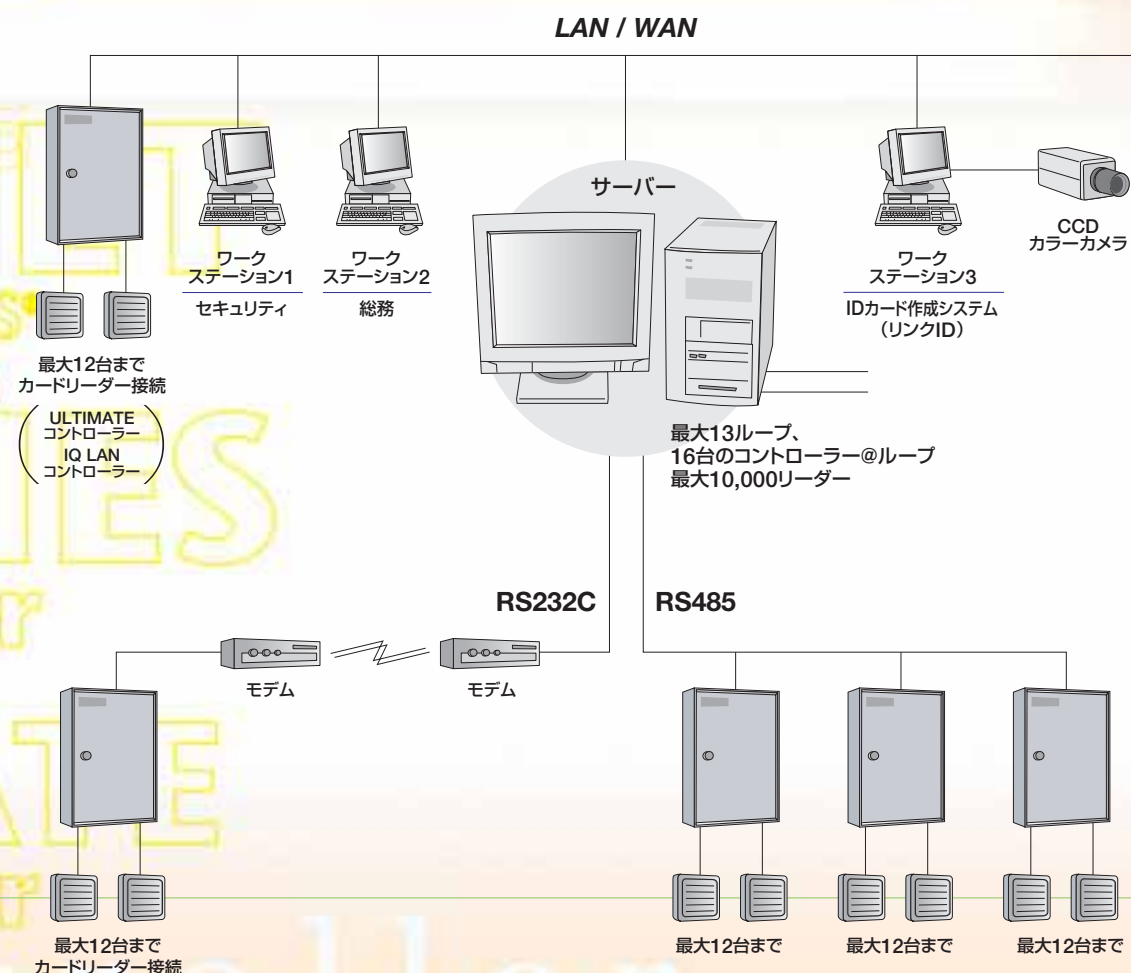 LAN / WAN
サーバー
CCD
カラーカメラ
ワーク
ステーション1
セキュリティ
ワーク
ステーション2
総務
ワーク
ステーション3
IDカード作成システム
(リンクID)
最大12台まで
カードリーダー接続
ULTIMATE
コントローラー
IQ LAN
コントローラー
最大13ループ、
16台のコントローラー@ループ
最大10,000リーダー
RS232C
RS485
モデム
モデム
最大12台まで
カードリーダー接続
最大12台まで
最大12台まで
最大12台まで